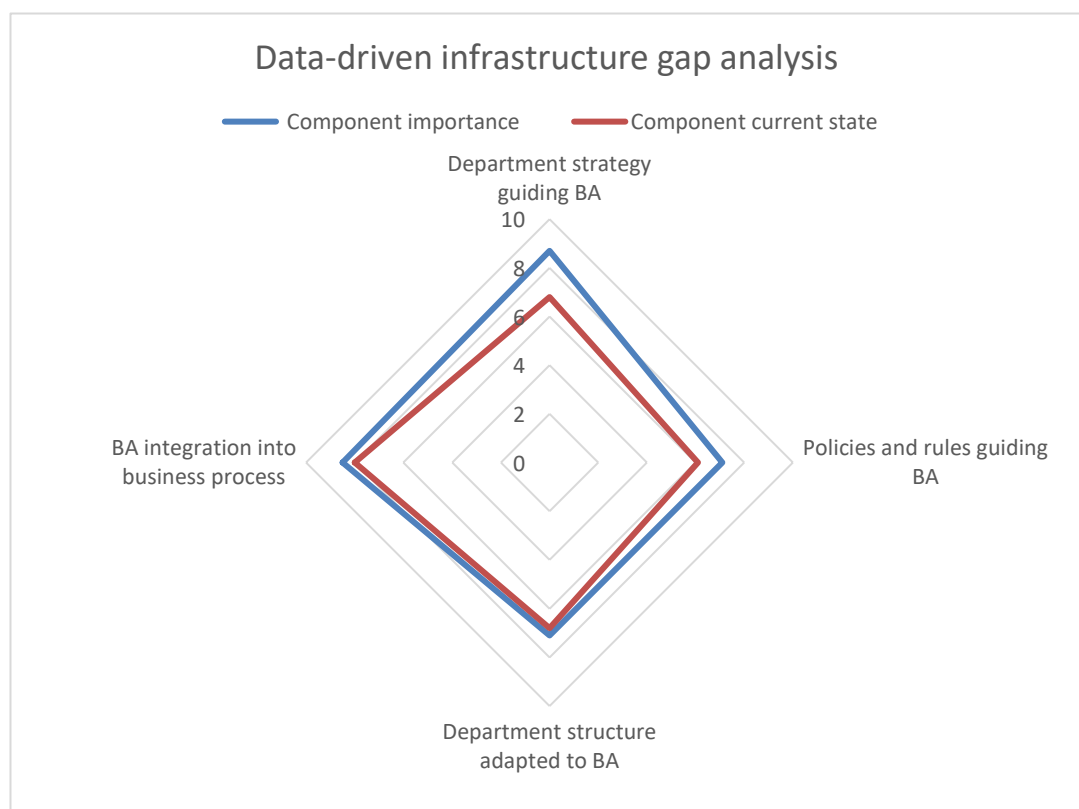 Data-driven infrastructure gap analysis
Component importance
Component current state
Department strategy
guiding BA
10
8
6
4
2
0
BA integration into
business process
Policies and rules guiding
BA
Department structure
adapted to BA